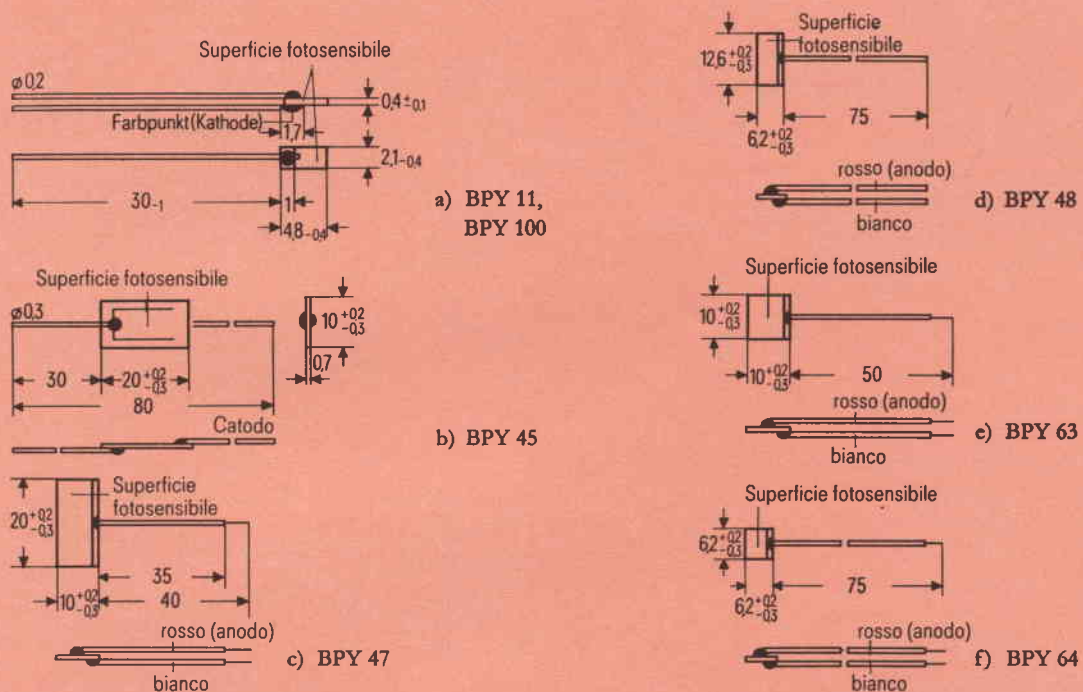 Superficie fotosensibile
ø0,2
0,4±0,1
Farbpunkt(Kathode)
1,7
2,1-0,4
30-1
1
4,8-0,4
a) BPY 11,
BPY 100
Superficie fotosensibile
ø0,3
10+0,2-0,3
30
20+0,2-0,3
0,7
80
Catodo
b) BPY 45
Superficie
fotosensibile
20+0,2-0,3
35
10+0,2-0,3
40
rosso (anodo)
c) BPY 47
bianco
Superficie
fotosensibile
12,6+0,2-0,3
75
6,2+0,2-0,3
rosso (anodo)
d) BPY 48
bianco
Superficie fotosensibile
10+0,2-0,3
10+0,2-0,3
50
rosso (anodo)
e) BPY 63
bianco
Superficie fotosensibile
6,2+0,2-0,3
75
6,2+0,2-0,3
rosso (anodo)
f) BPY 64
bianco